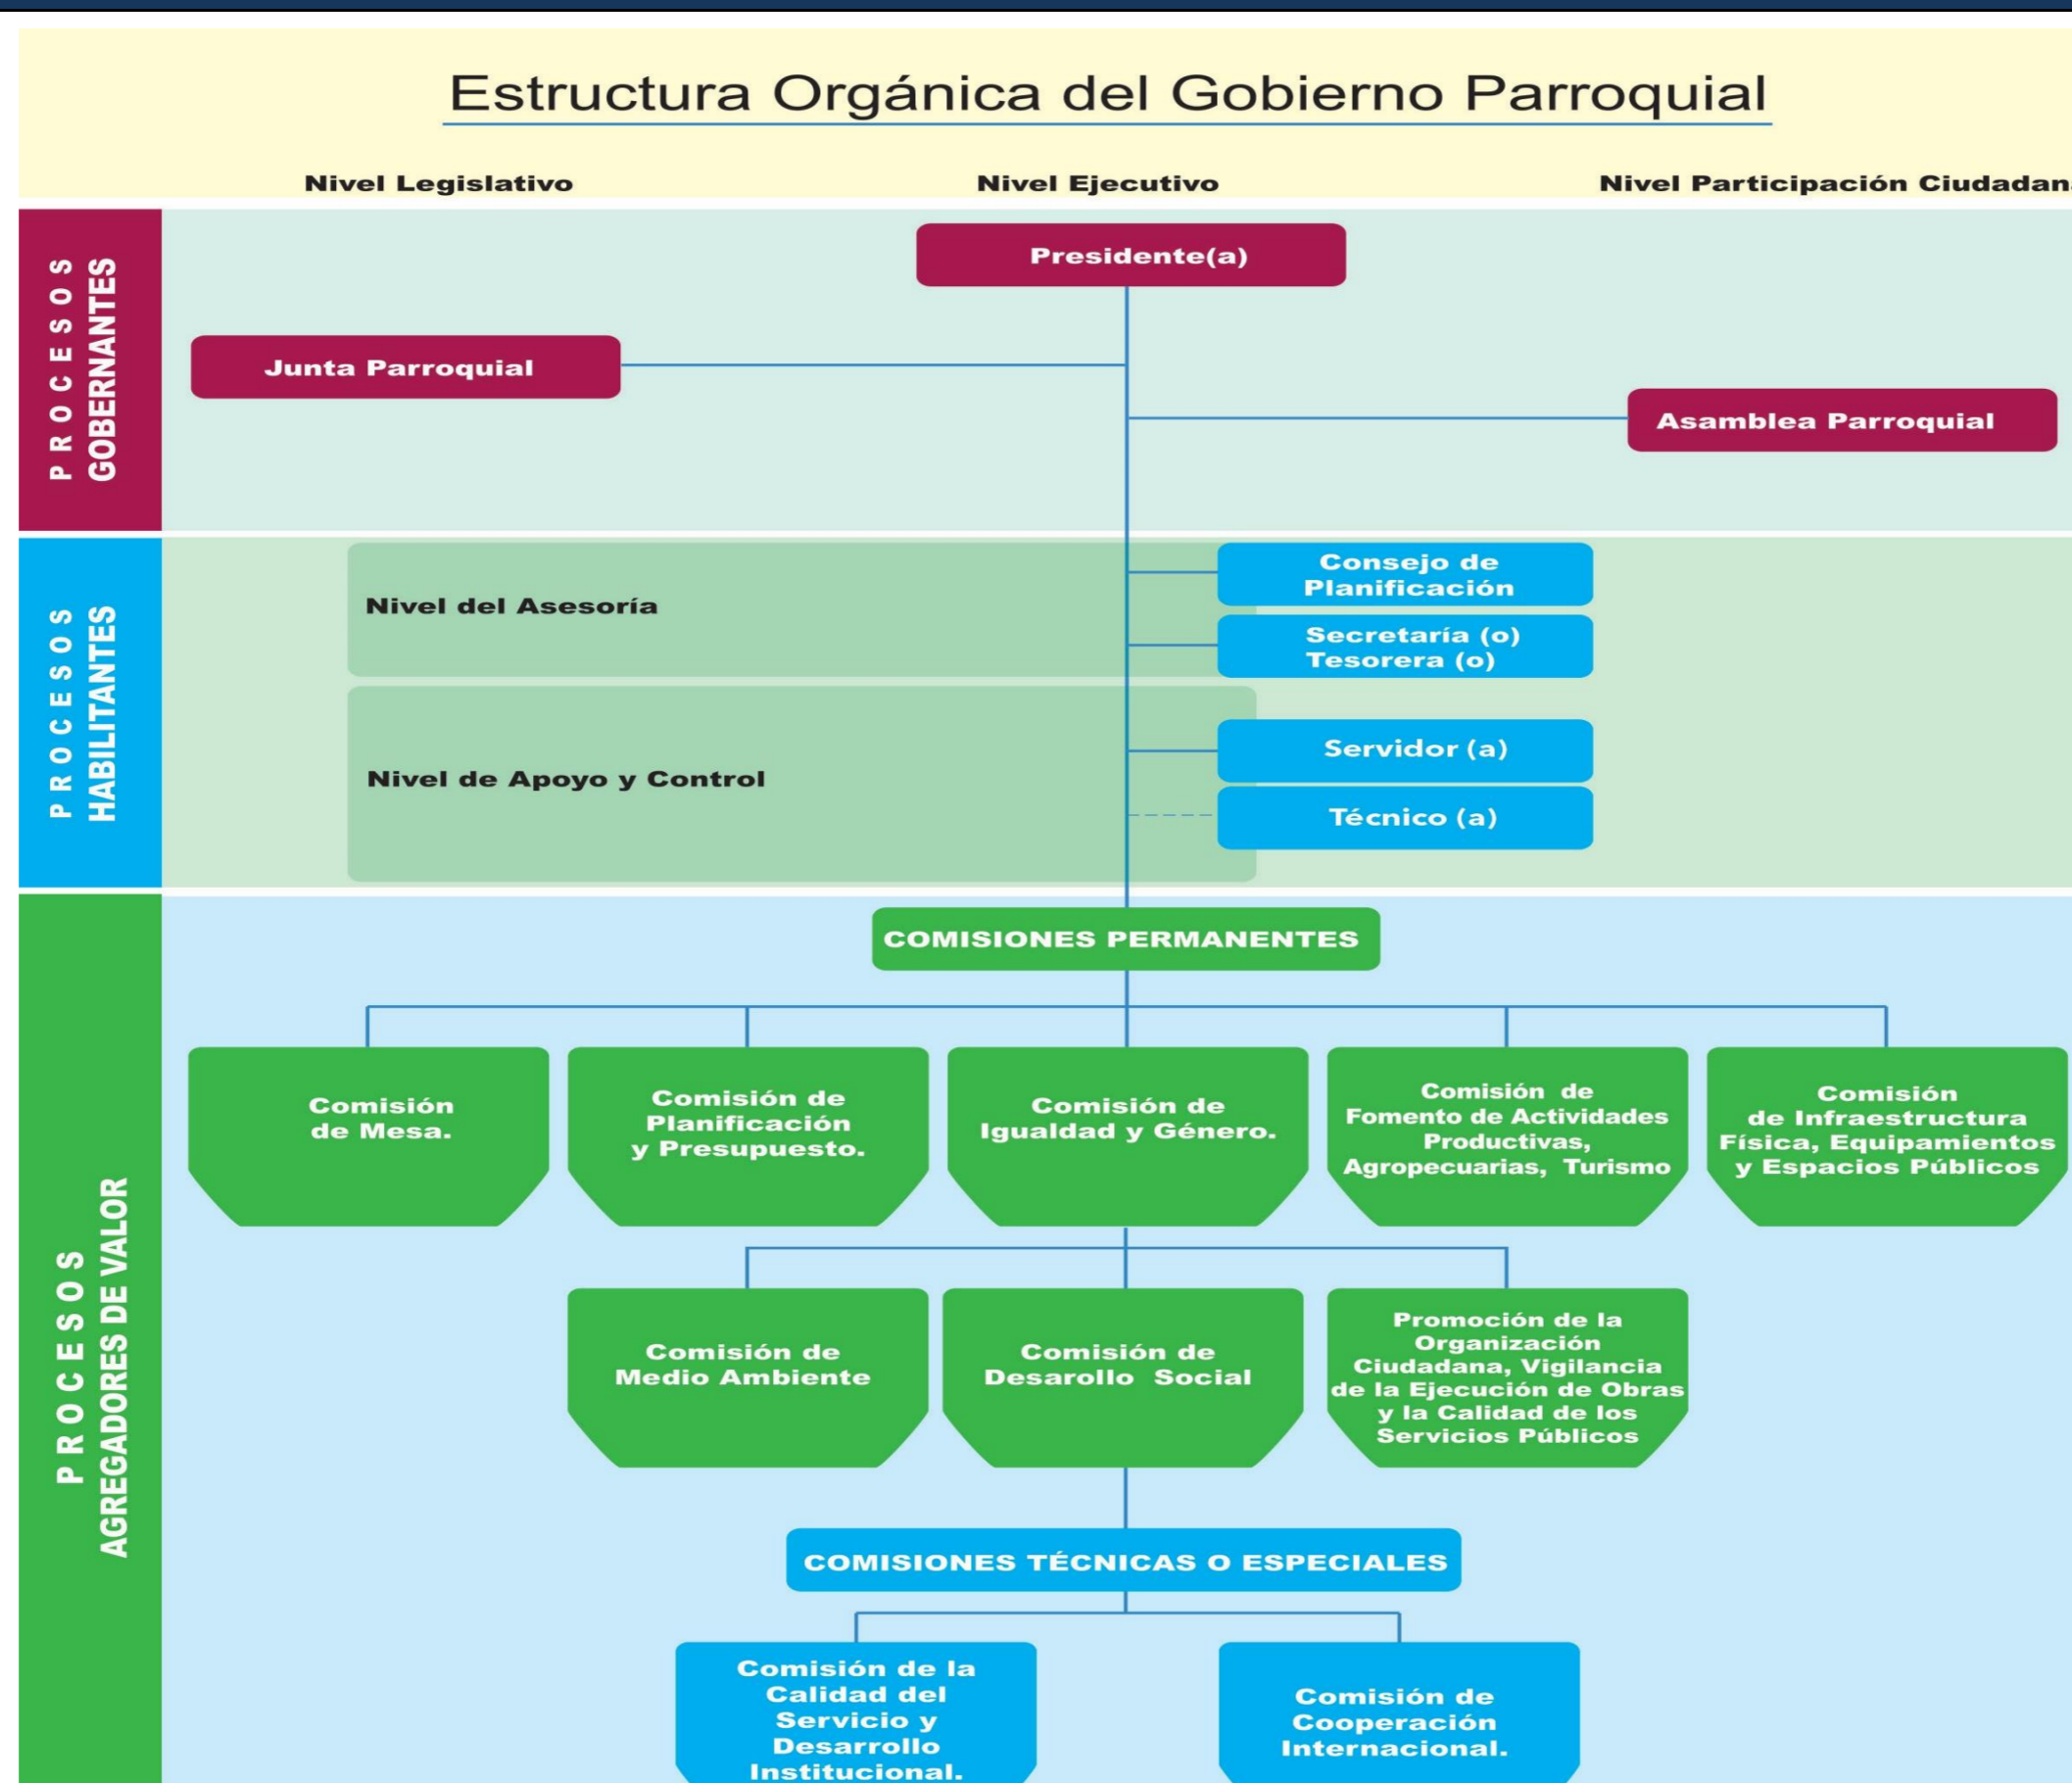 Estructura Orgánica del Gobierno Parroquial
Nivel Legislativo
Nivel Ejecutivo
Nivel Participación Ciudadan
PROCESOS
GOBERNANTES
Presidente(a)
Junta Parroquial
Asamblea Parroquial
PROCESOS
HABILITANTES
Nivel del Asesoría
Consejo de
Planificación
Secretaría (o)
Tesorera (o)
Nivel de Apoyo y Control
Servidor (a)
Técnico (a)
PROCESOS
AGREGADORES DE VALOR
COMISIONES PERMANENTES
Comisión
de Mesa.
Comisión de
Planificación
y Presupuesto.
Comisión de
Igualdad y Género.
Comisión de
Fomento de Actividades
Productivas,
Agropecuarias, Turismo
Comisión
de Infraestructura
Física, Equipamientos
y Espacios Públicos
Comisión de
Medio Ambiente
Comisión de
Desarollo Social
Promoción de la
Organización
Ciudadana, Vigilancia
de la Ejecución de Obras
y la Calidad de los
Servicios Públicos
COMISIONES TÉCNICAS O ESPECIALES
Comisión de la
Calidad del
Servicio y
Desarrollo
Institucional.
Comisión de
Cooperación
Internacional.